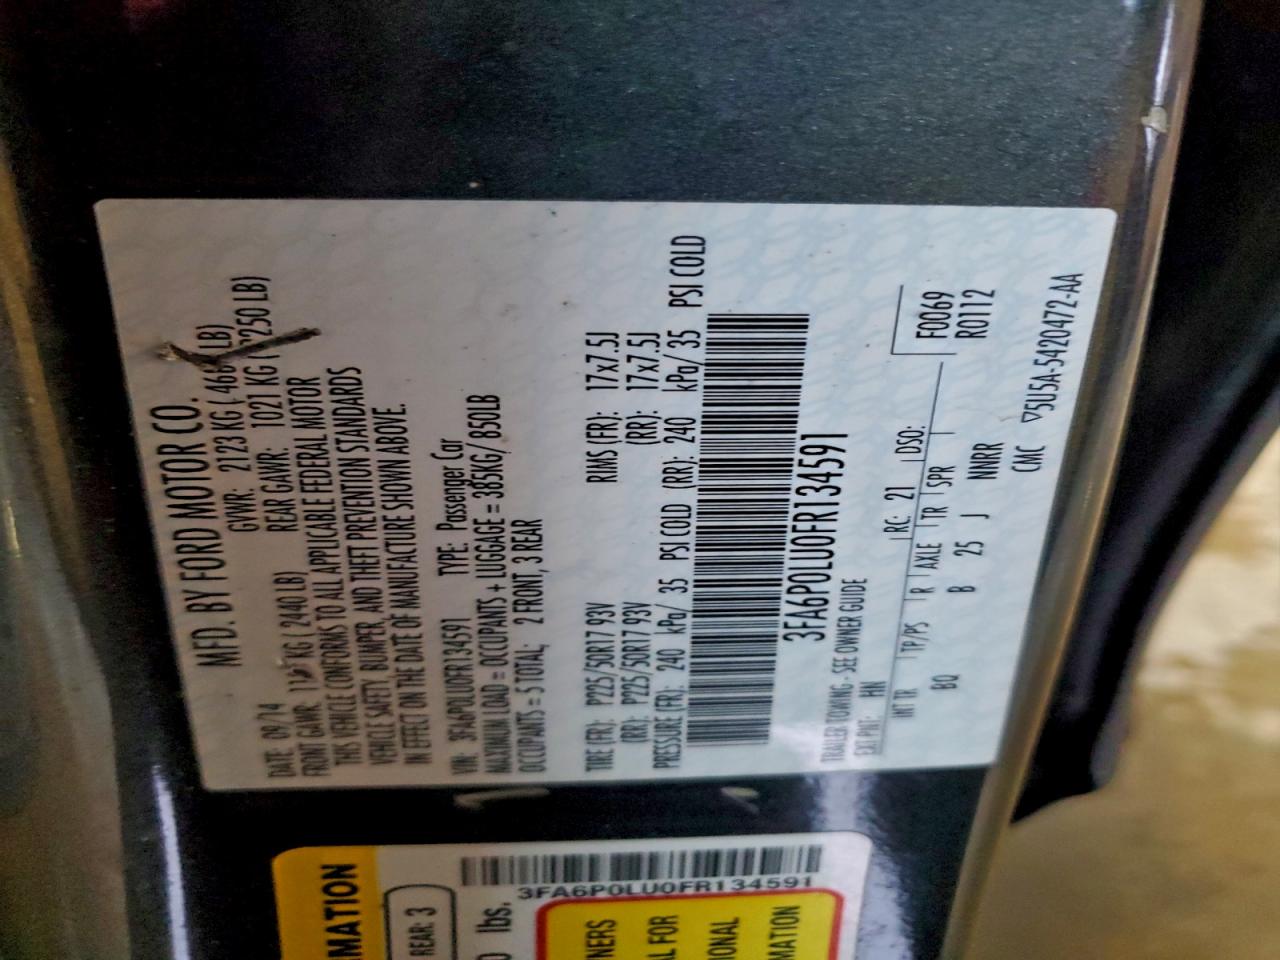 MFD. BY FORD MOTOR CO.
DATE: 09/14 GVWR: 2123 KG ( LB)
FRONT GAWR: KG ( 2440 LB) REAR GAWR: 1021 KG ( 250 LB)
THIS VEHICLE CONFORMS TO ALL APPLICABLE FEDERAL MOTOR
VEHICLE SAFETY, BUMPER, AND THEFT PREVENTION STANDARDS
IN EFFECT ON THE DATE OF MANUFACTURE SHOWN ABOVE.
VIN: 3FA6P0LU0FR134591 TYPE: Passenger Car
MAXIMUM LOAD = OCCUPANTS + LUGGAGE = 385KG/ 850LB
OCCUPANTS = 5 TOTAL; 2 FRONT, 3 REAR
TIRE FR: P225/50R17 93V RIMS (FR): 17x7.5J
(RR): P225/50R17 93V (RR): 17x7.5J
PRESSURE (FR): 240 kPa/ 35 PSI COLD (RR): 240 kPa/ 35 PSI COLD
3FA6P0LU0FR134591
TRAILER TOWING - SEE OWNER GUIDE
EXT PNT: HN RC: 21 DSO: F0069
R0112
INT TR TP/PS R AXLE TR SPR
BQ B 25 J NNRR
CMC ▽5U5A-5420472-AA
MATION
REAR: 3
0 lbs.
3FA6P0LU0FR134591
NERS
AL FOR
IONAL
MATION